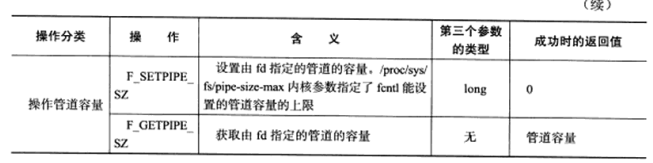 （续）
操作分类 操 作 含 义 第三个参数的类型 成功时的返回值
操作管道容量
F_SETPIPE_
SZ
设置由 fd 指定的管道的容量。/proc/sys/
fs/pipe-size-max 内核参数指定了 fcntl 能设
置的管道容量的上限
long
0
F_GETPIPE_
SZ
获取由 fd 指定的管道的容量
无
管道容量